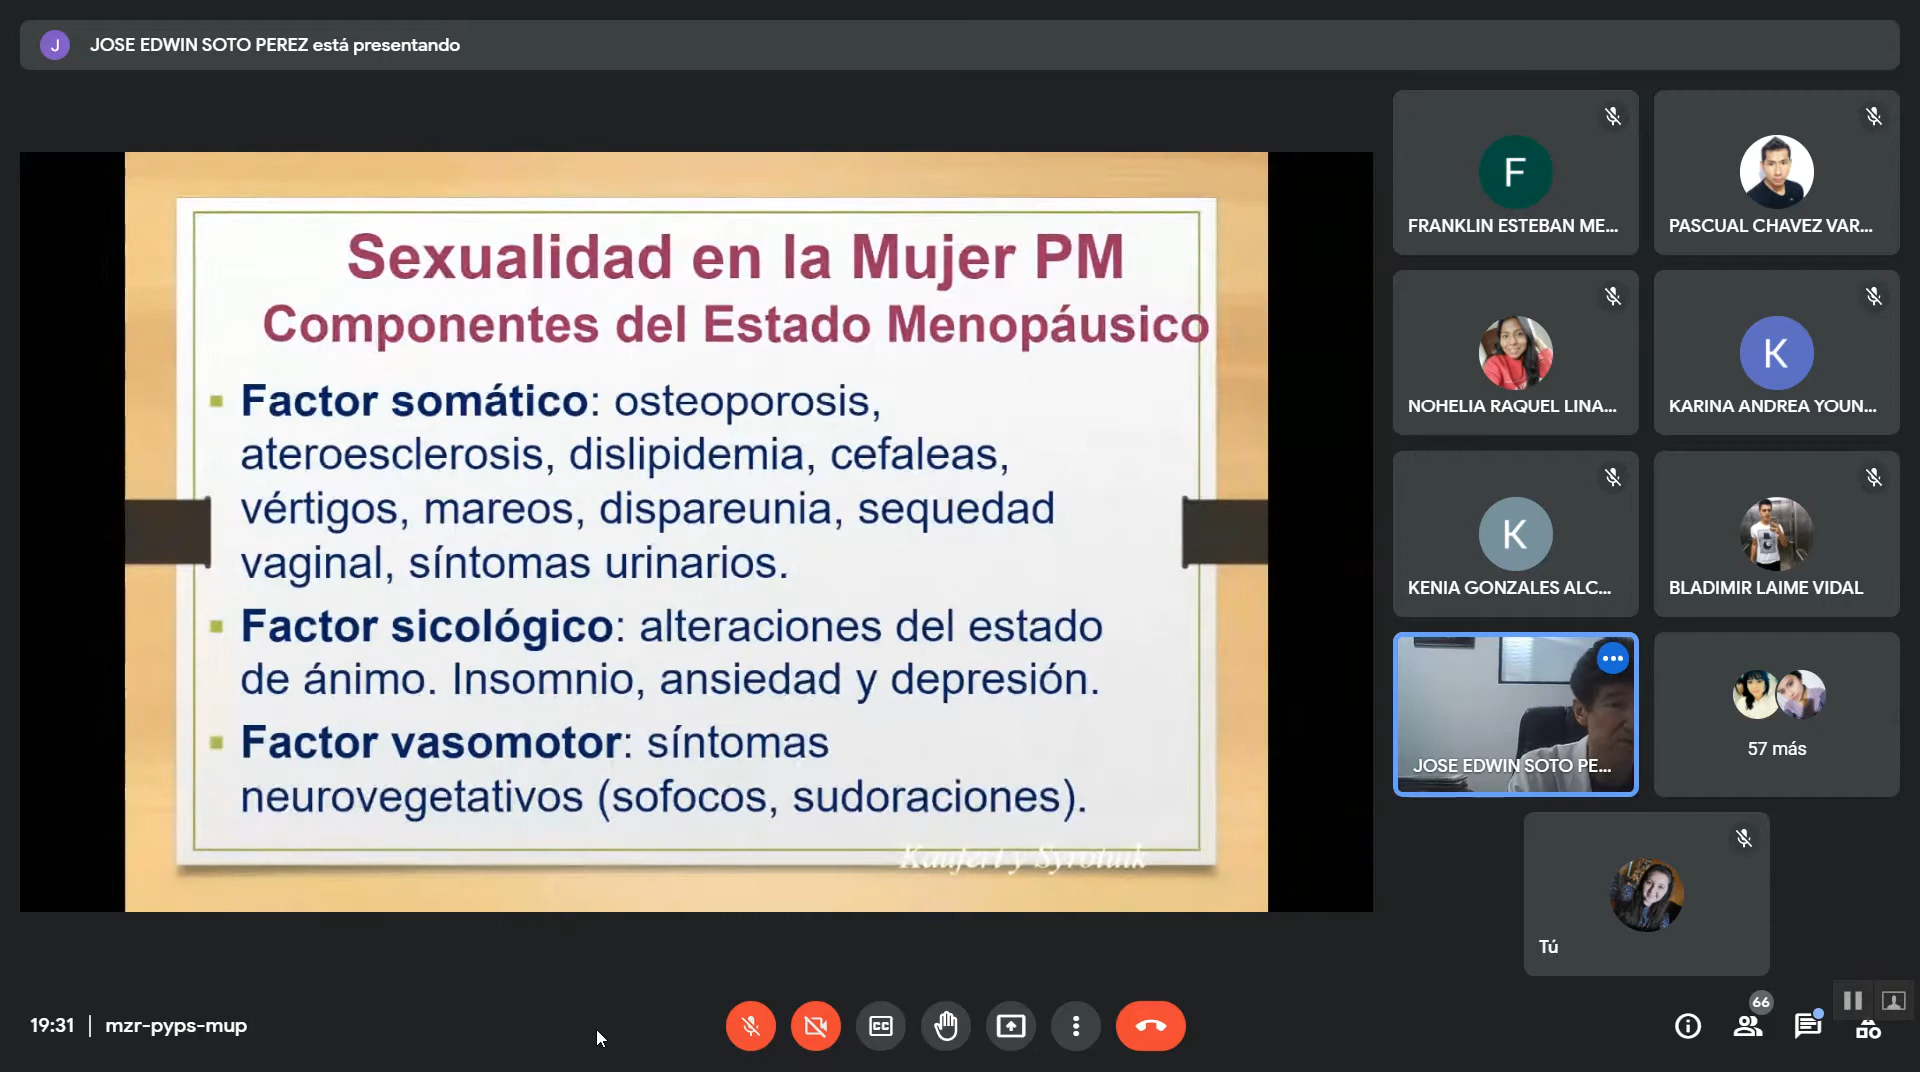 J
JOSE EDWIN SOTO PEREZ está presentando
Sexualidad en la Mujer PM
Componentes del Estado Menopáusico
Factor somático: osteoporosis,
ateroesclerosis, dislipidemia, cefaleas,
vértigos, mareos, dispareunia, sequedad
vaginal, síntomas urinarios.
Factor sicológico: alteraciones del estado
de ánimo. Insomnio, ansiedad y depresión.
Factor vasomotor: síntomas
neurovegetativos (sofocos, sudoraciones).
Kaufert y Syrotuik
F
FRANKLIN ESTEBAN ME...
PASCUAL CHAVEZ VAR...
NOHELIA RAQUEL LINA...
K
KARINA ANDREA YOUN...
K
KENIA GONZALES ALC...
BLADIMIR LAIME VIDAL
JOSE EDWIN SOTO PE...
57 más
Tú
19:31 | mzr-pyps-mup
CC
66